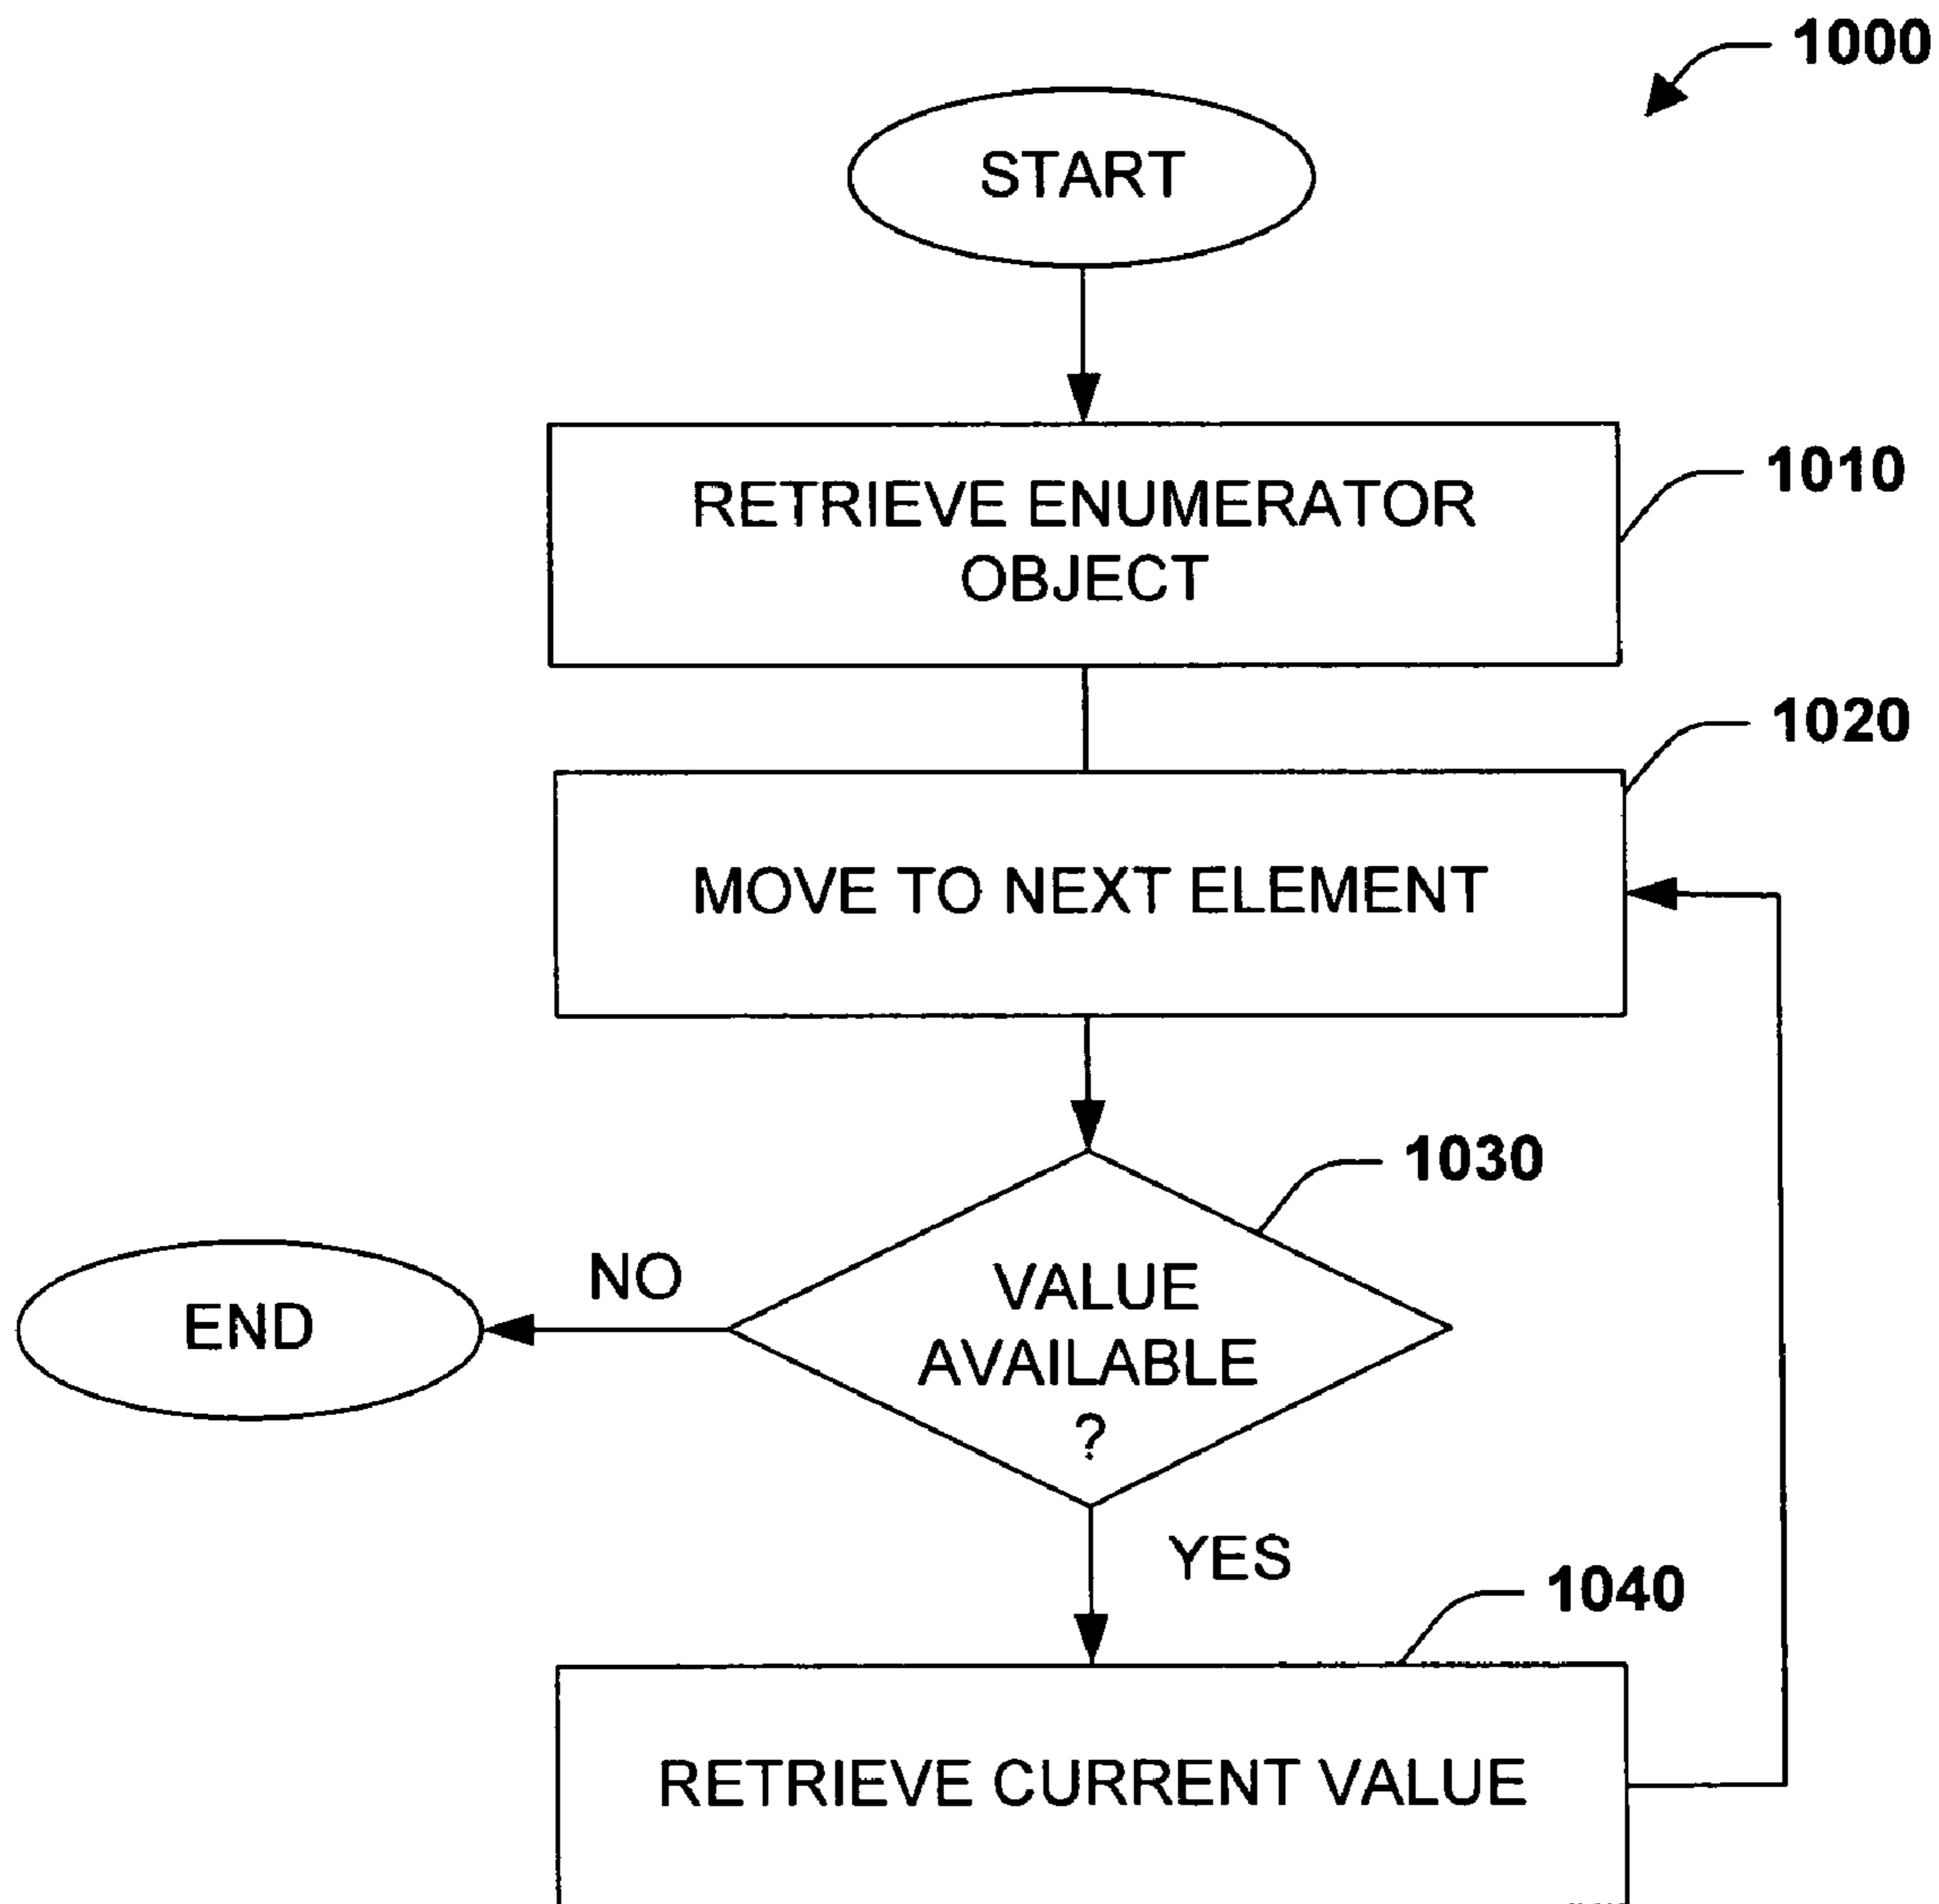 1000
START
RETRIEVE ENUMERATOR
OBJECT
1010
1020
MOVE TO NEXT ELEMENT
1030
NO
VALUE
AVAILABLE
?
END
YES
1040
RETRIEVE CURRENT VALUE